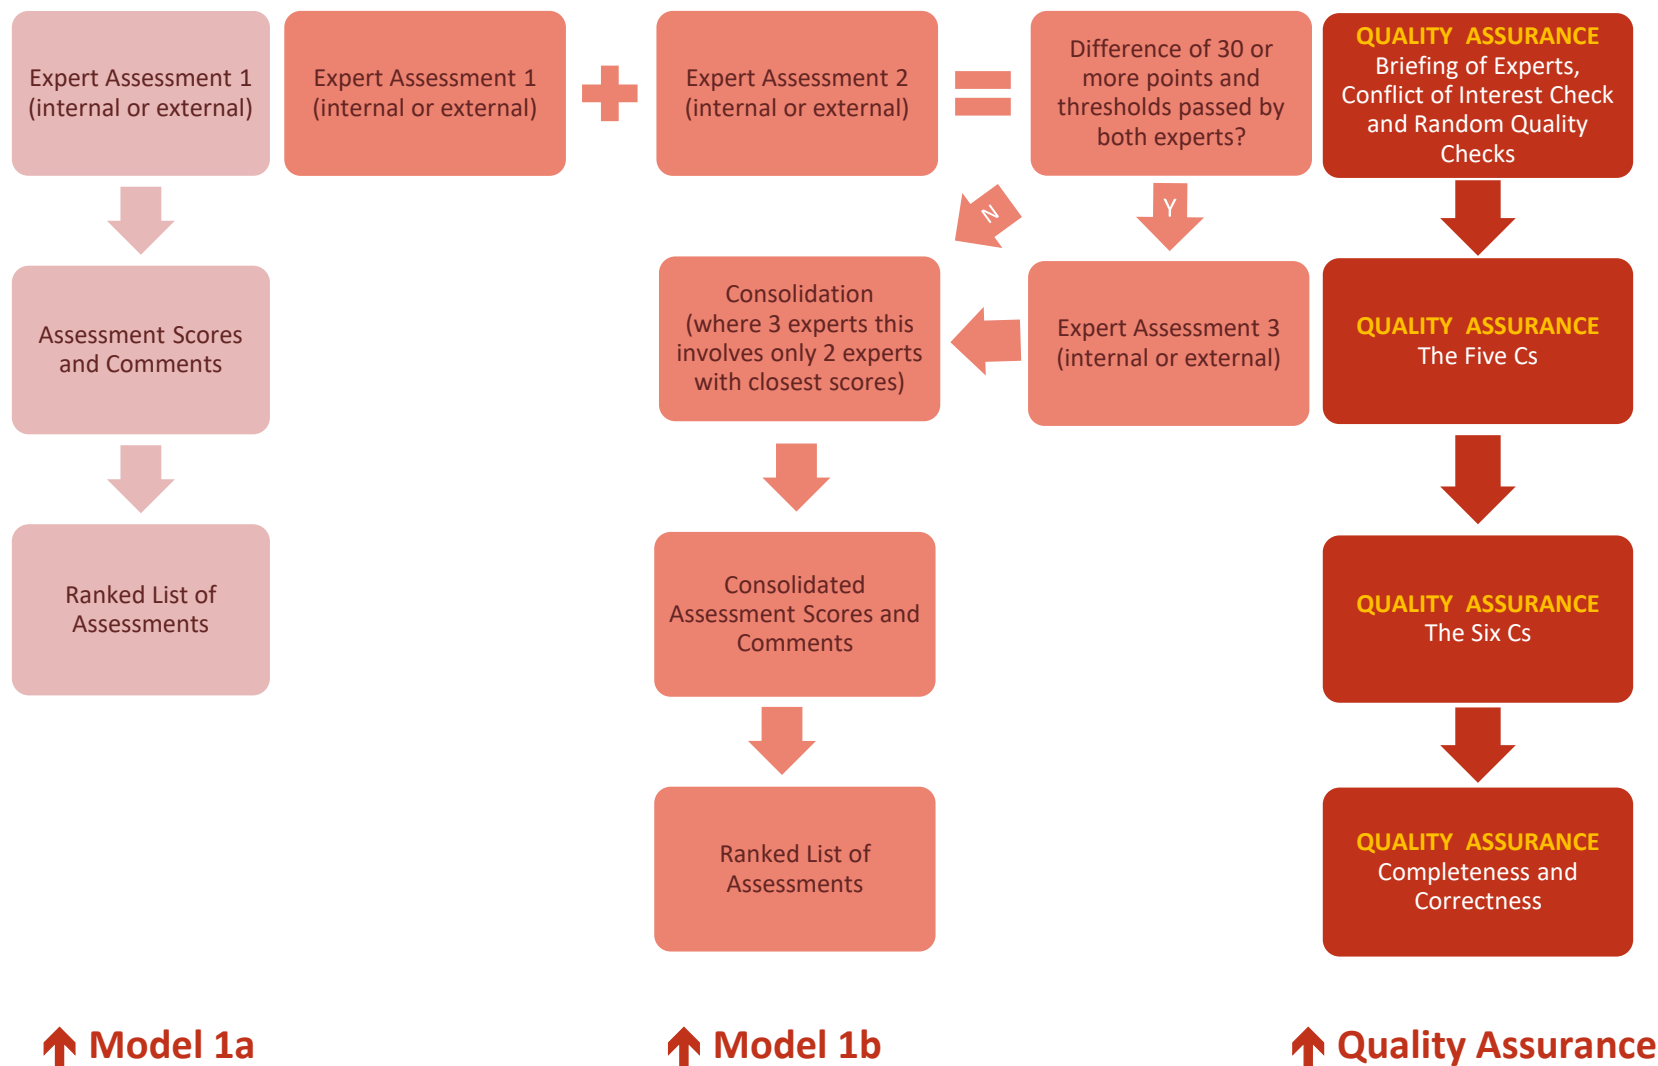 Expert Assessment 1
(internal or external)
Expert Assessment 1
(internal or external)
Expert Assessment 2
(internal or external)
Difference of 30 or
more points and
thresholds passed by
both experts?
QUALITY ASSURANCE
Briefing of Experts,
Conflict of Interest Check
and Random Quality
Checks
N
Y
Assessment Scores
and Comments
Consolidation
(where 3 experts this
involves only 2 experts
with closest scores)
Expert Assessment 3
(internal or external)
QUALITY ASSURANCE
The Five Cs
Ranked List of
Assessments
Consolidated
Assessment Scores and
Comments
QUALITY ASSURANCE
The Six Cs
Ranked List of
Assessments
QUALITY ASSURANCE
Completeness and
Correctness
Model 1a
Model 1b
Quality Assurance